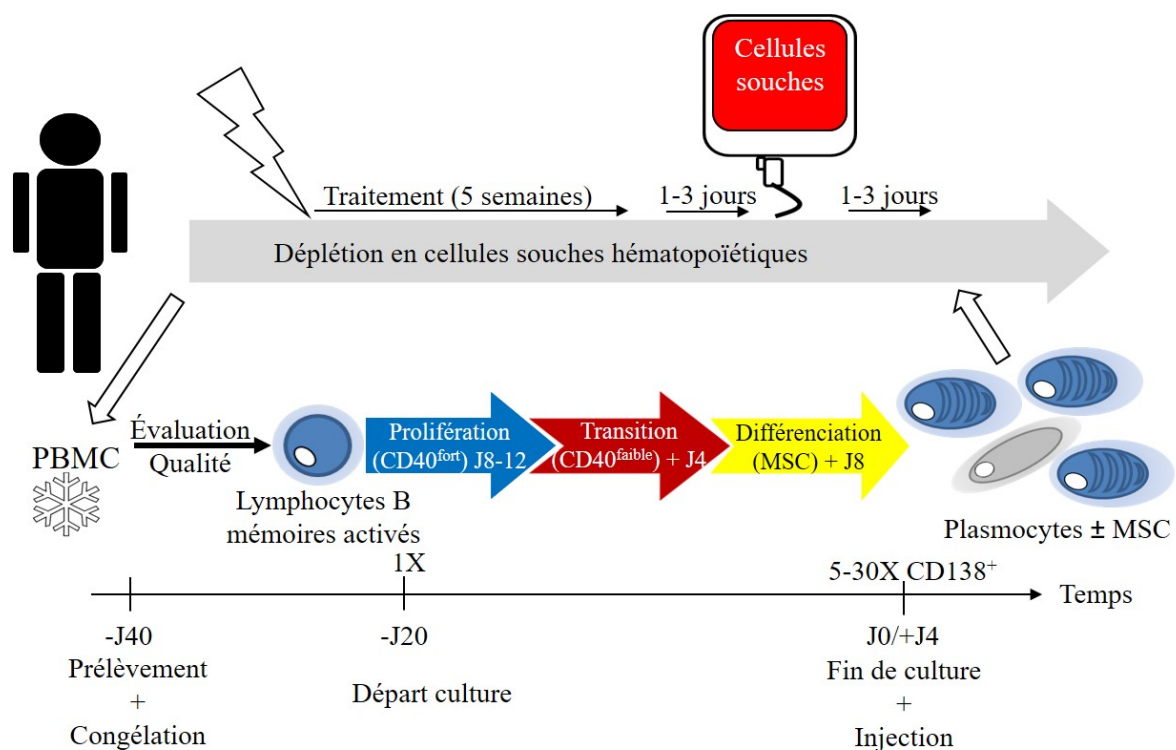 Cellules
souches
Traitement (5 semaines)
1-3 jours
1-3 jours
Déplétion en cellules souches hématopoïétiques
PBMC
Évaluation
Qualité
Lymphocytes B
mémoires activés
Prolifération
(CD40fort) J8-12
Transition
(CD40faible) + J4
Différenciation
(MSC) + J8
Plasmocytes ± MSC
1X
5-30X CD138+
Temps
-J40
Prélèvement
+
Congélation
-J20
Départ culture
J0/+J4
Fin de culture
+
Injection